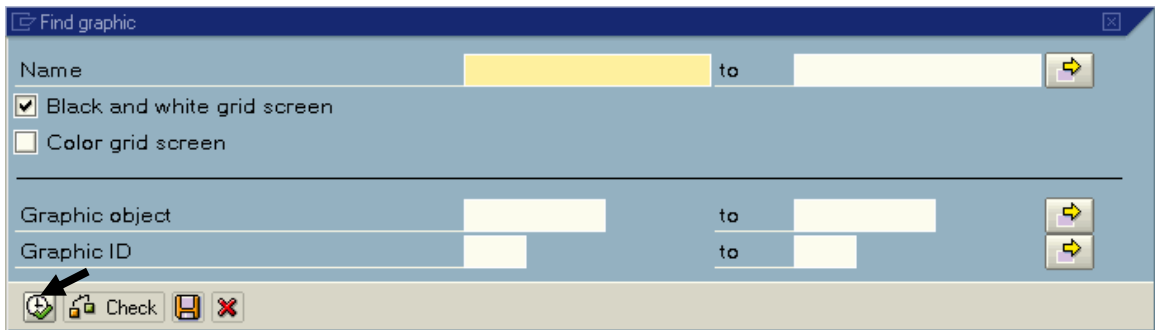 Find graphic
Name to
Black and white grid screen
Color grid screen
Graphic object to
Graphic ID to
Check